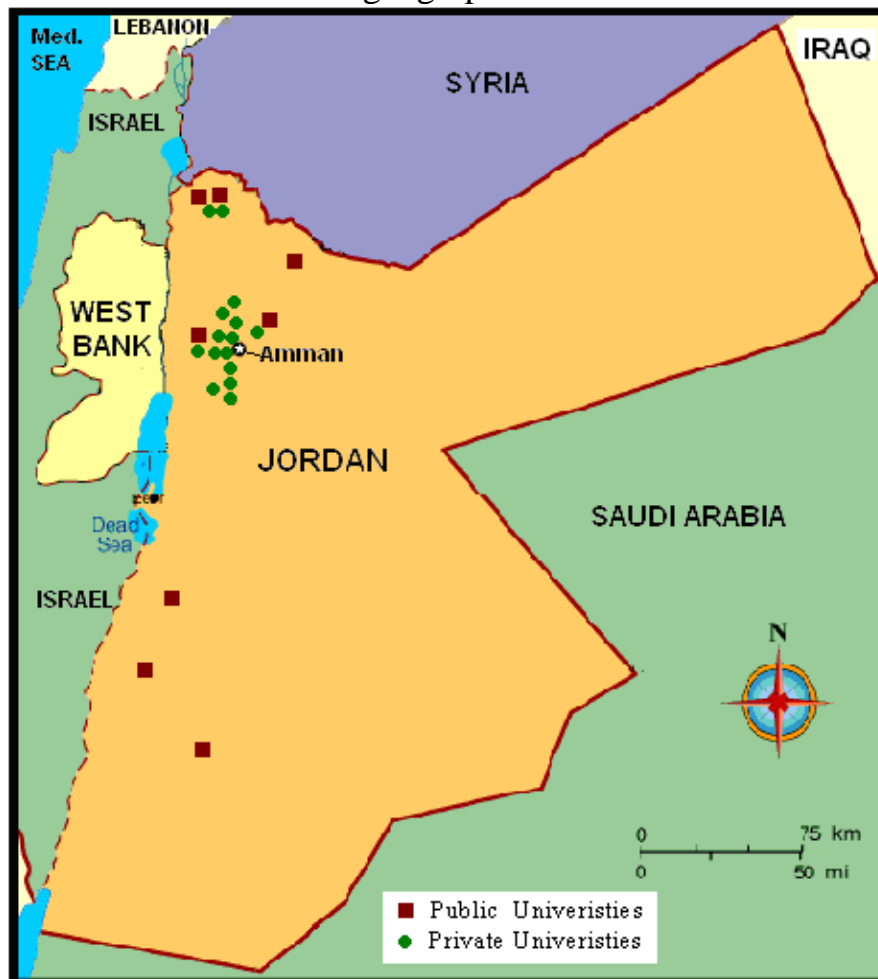 LEBANON
Med.
SEA
IRAQ
SYRIA
ISRAEL
WEST
BANK
Amman
JORDAN
SAUDI ARABIA
Dead
Sea
ISRAEL
N
0 75 km
0 50 mi
Public Univeristies
Private Univeristies